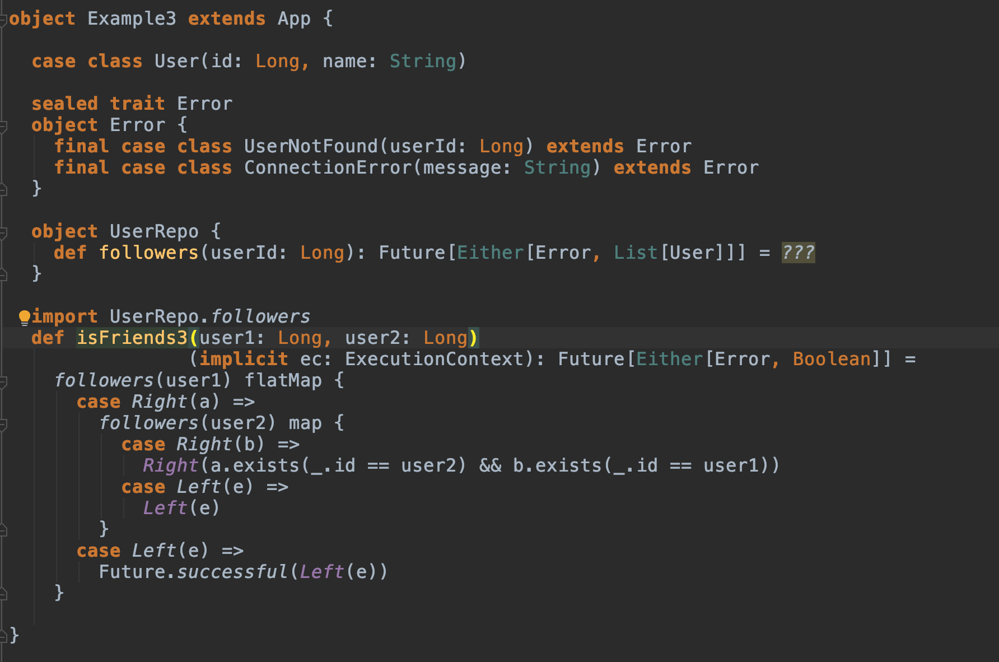 object Example3 extends App {
case class User(id: Long, name: String)
sealed trait Error
object Error {
final case class UserNotFound(userId: Long) extends Error
final case class ConnectionError(message: String) extends Error
}
object UserRepo {
def followers(userId: Long): Future[Either[Error, List[User]]] = ???
}
import UserRepo.followers
def isFriends3(user1: Long, user2: Long)
(implicit ec: ExecutionContext): Future[Either[Error, Boolean]] =
followers(user1) flatMap {
case Right(a) =>
followers(user2) map {
case Right(b) =>
Right(a.exists(_.id == user2) && b.exists(_.id == user1))
case Left(e) =>
Left(e)
}
case Left(e) =>
Future.successful(Left(e))
}
}